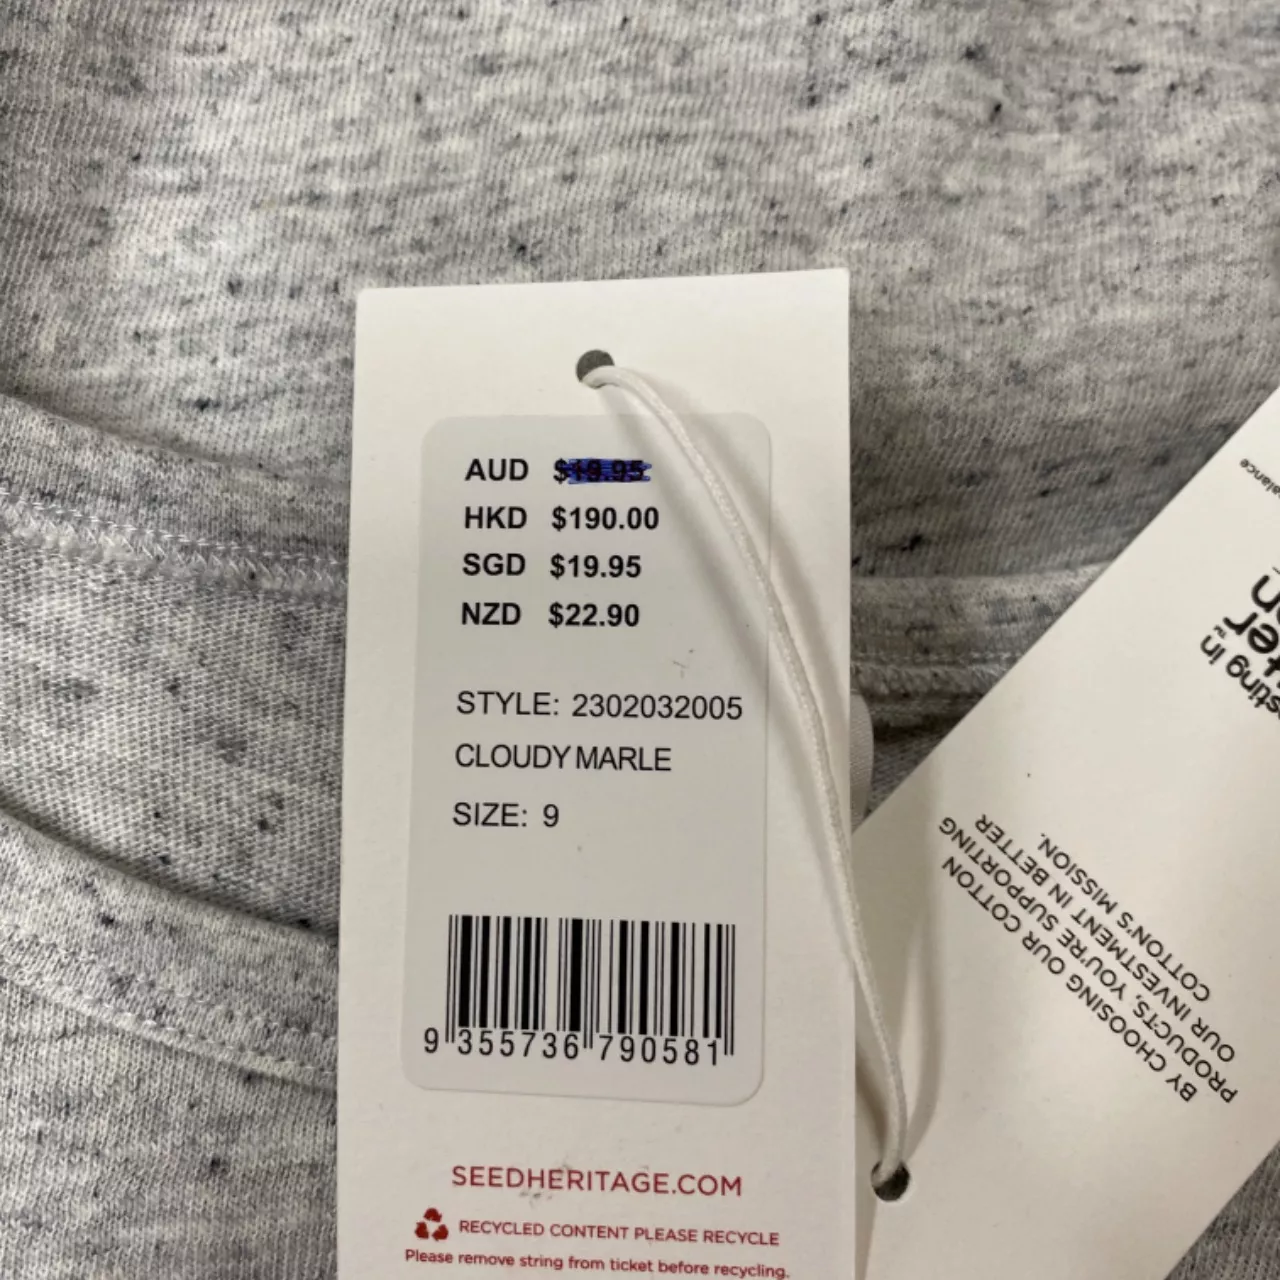 AUD $19.95
HKD $190.00
SGD $19.95
NZD $22.90
STYLE: 2302032005
CLOUDY MARLE
SIZE: 9
9 355736 790581
SEEDHERITAGE.COM
RECYCLED CONTENT PLEASE RECYCLE
Please remove string from ticket before recycling.
BY CHOOSING OUR COTTON
PRODUCTS, YOU'RE SUPPORTING
OUR INVESTMENT IN BETTER
COTTON'S MISSION.
in